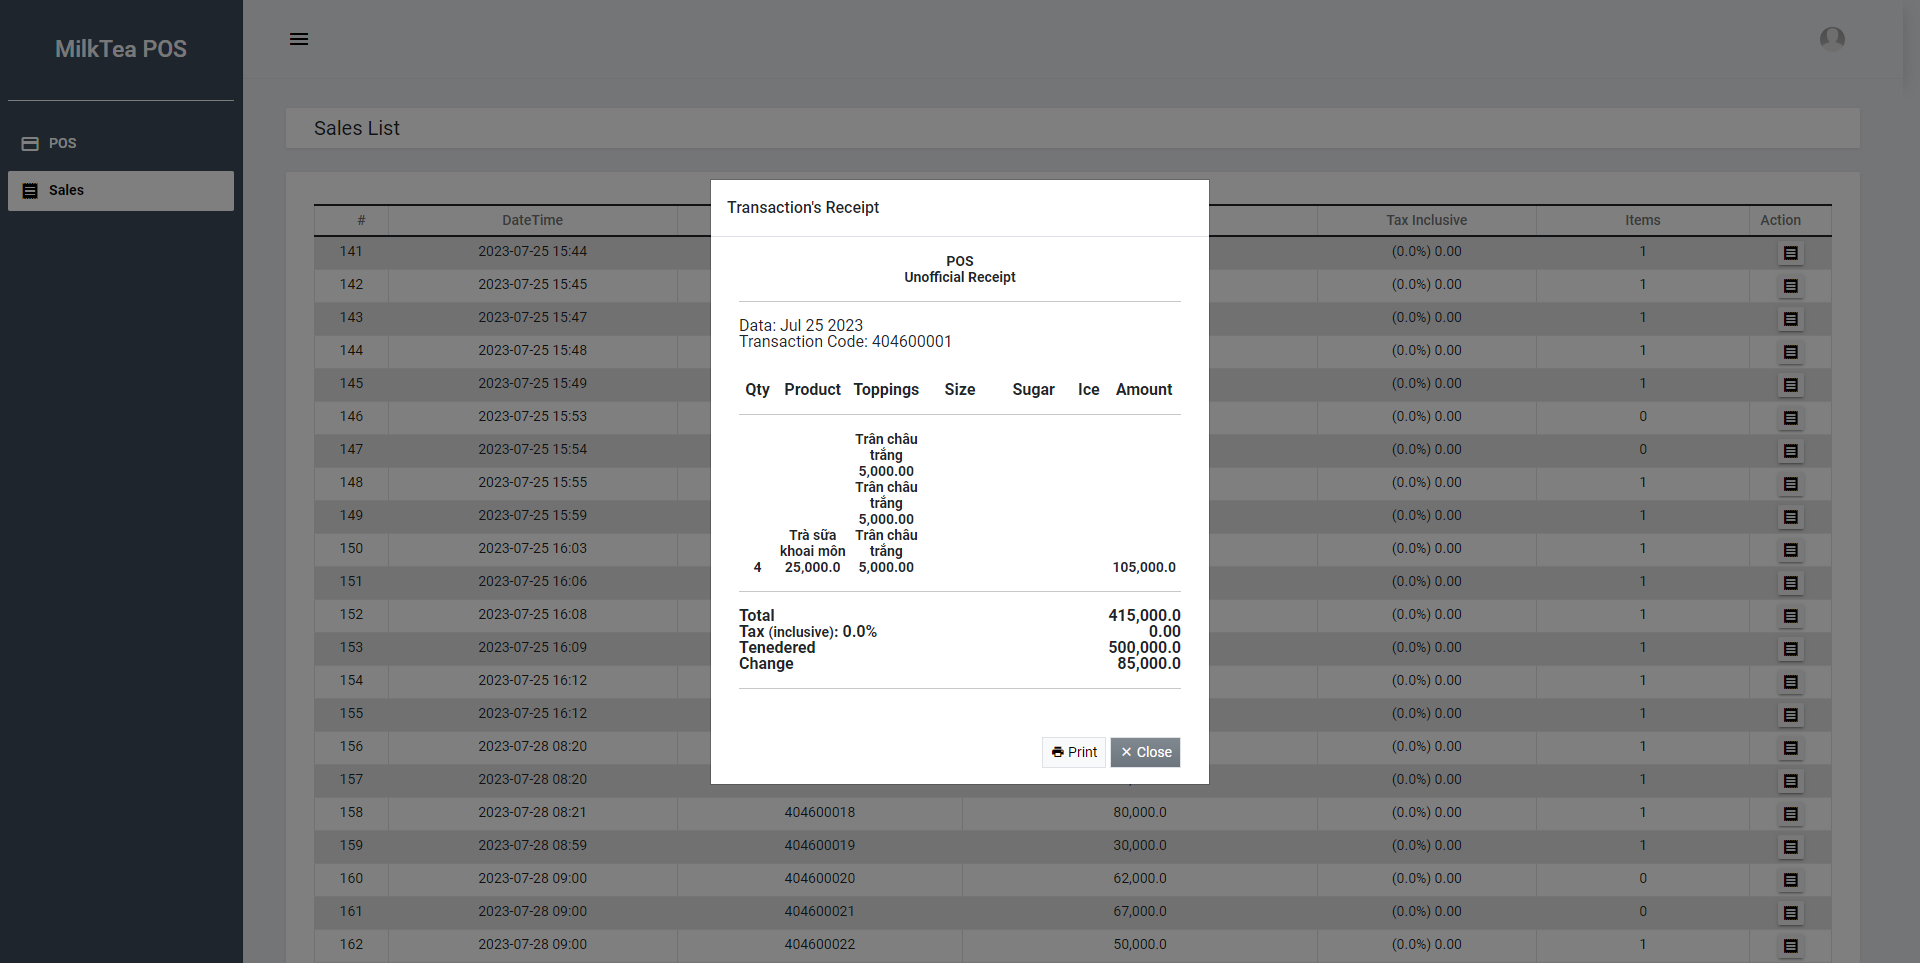 MilkTea POS
POS
Sales
Sales List
# DateTime Tax Inclusive Items Action
141 2023-07-25 15:44 (0.0%) 0.00 1
142 2023-07-25 15:45 (0.0%) 0.00 1
143 2023-07-25 15:47 (0.0%) 0.00 1
144 2023-07-25 15:48 (0.0%) 0.00 1
145 2023-07-25 15:49 (0.0%) 0.00 1
146 2023-07-25 15:53 (0.0%) 0.00 0
147 2023-07-25 15:54 (0.0%) 0.00 0
148 2023-07-25 15:55 (0.0%) 0.00 1
149 2023-07-25 15:59 (0.0%) 0.00 1
150 2023-07-25 16:03 (0.0%) 0.00 1
151 2023-07-25 16:06 (0.0%) 0.00 1
152 2023-07-25 16:08 (0.0%) 0.00 1
153 2023-07-25 16:09 (0.0%) 0.00 1
154 2023-07-25 16:12 (0.0%) 0.00 1
155 2023-07-25 16:12 (0.0%) 0.00 1
156 2023-07-28 08:20 (0.0%) 0.00 1
157 2023-07-28 08:20 (0.0%) 0.00 1
158 2023-07-28 08:21 404600018 80,000.0 (0.0%) 0.00 1
159 2023-07-28 08:59 404600019 30,000.0 (0.0%) 0.00 1
160 2023-07-28 09:00 404600020 62,000.0 (0.0%) 0.00 0
161 2023-07-28 09:00 404600021 67,000.0 (0.0%) 0.00 0
162 2023-07-28 09:00 404600022 50,000.0 (0.0%) 0.00 1
Transaction's Receipt
POS
Unofficial Receipt
Data: Jul 25 2023
Transaction Code: 404600001
Qty Product Toppings Size Sugar Ice Amount
Trân châu
trắng
5,000.00
Trân châu
trắng
5,000.00
Trà sữa Trân châu
khoai môn trắng
4 25,000.0 5,000.00 105,000.0
Total 415,000.0
Tax (inclusive): 0.0% 0.00
Tenedered 500,000.0
Change 85,000.0
Print
× Close